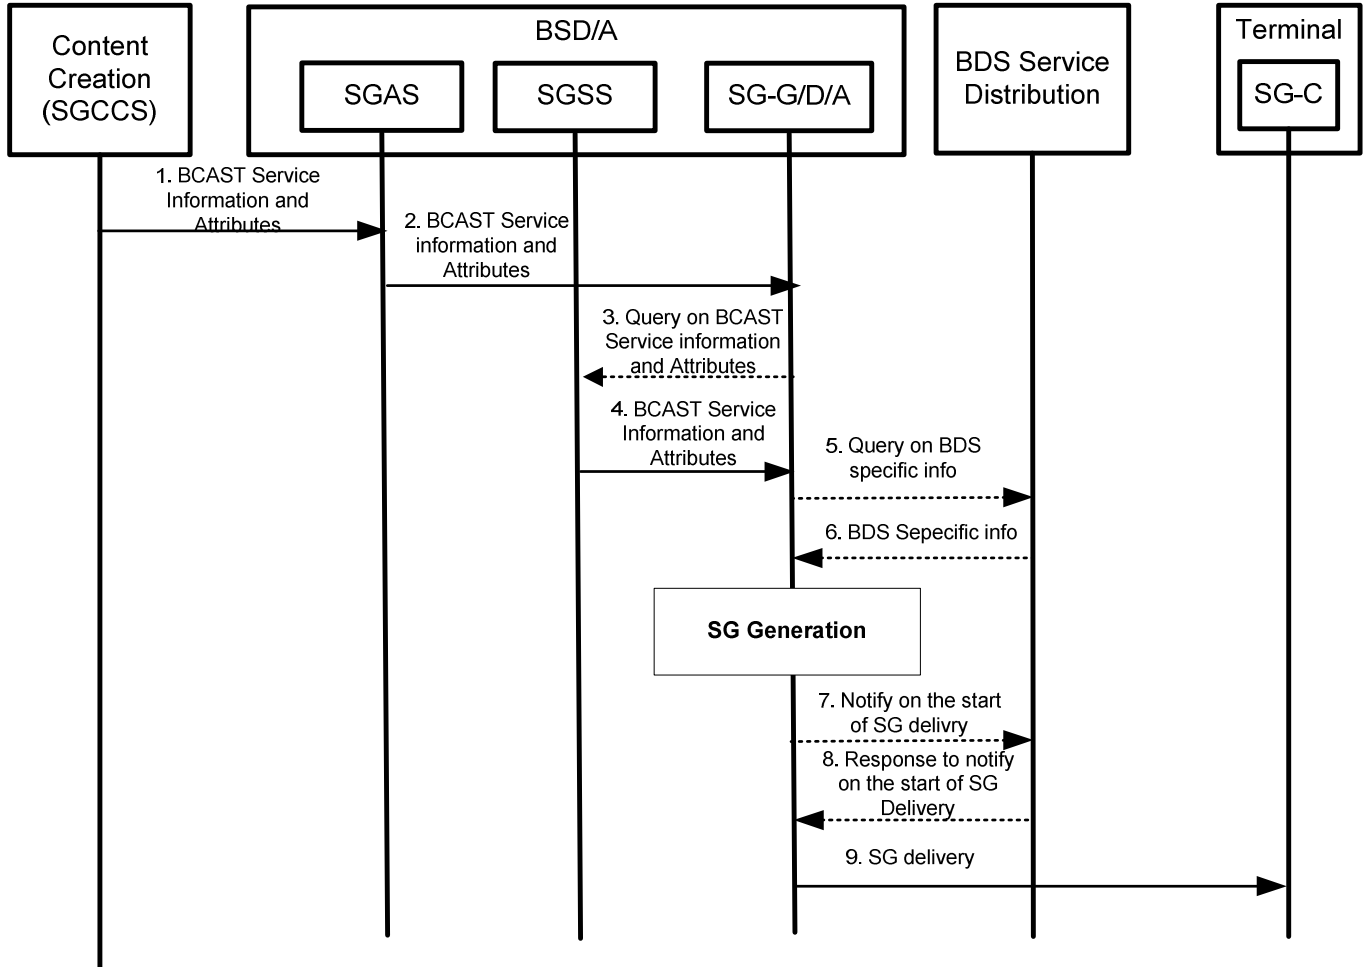 Content
Creation
(SGCCS)
BSD/A
SGAS
SGSS
SG-G/D/A
BDS Service
Distribution
Terminal
SG-C
1. BCAST Service
Information and
Attributes
2. BCAST Service
information and
Attributes
3. Query on BCAST
Service information
and Attributes
4. BCAST Service
Information and
Attributes
5. Query on BDS
specific info
6. BDS Sepecific info
SG Generation
7. Notify on the start
of SG delivry
8. Response to notify
on the start of SG
Delivery
9. SG delivery